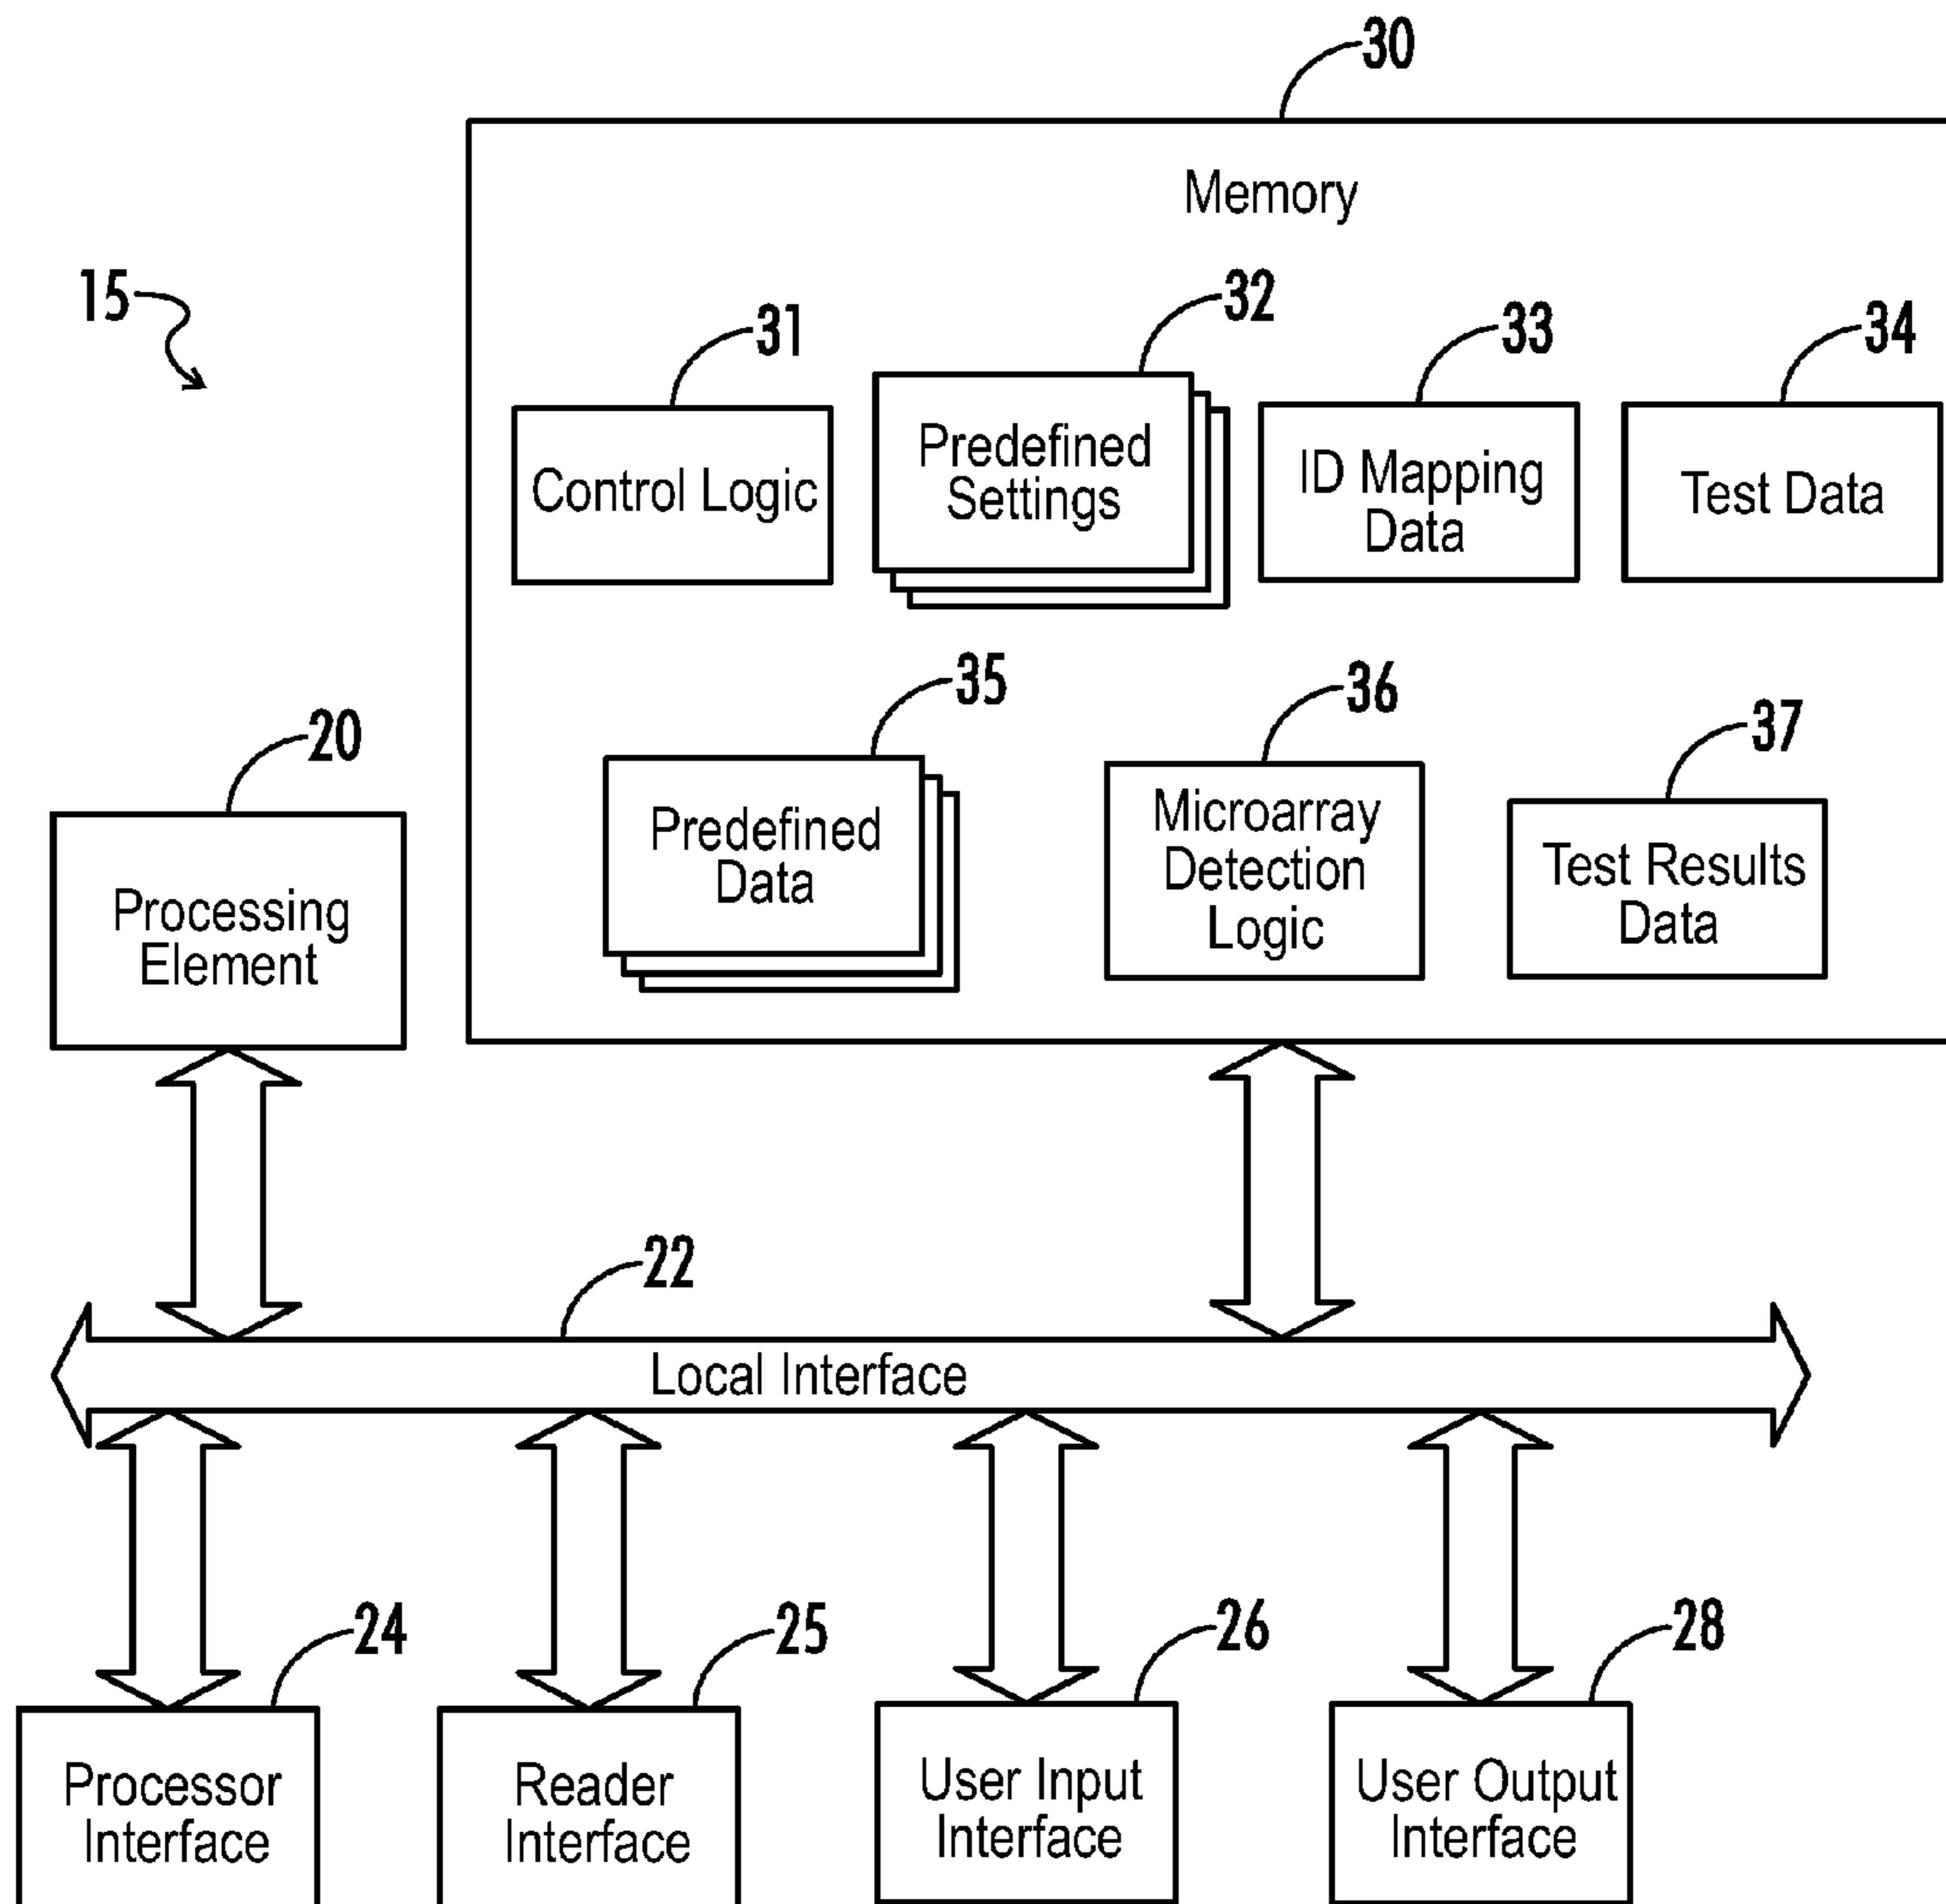 30
Memory
15
31
32
33
34
Control Logic
Predefined
Settings
ID Mapping
Data
Test Data
35
36
37
20
Predefined
Data
Microarray
Detection
Logic
Test Results
Data
Processing
Element
22
Local Interface
24
25
26
28
Processor
Interface
Reader
Interface
User Input
Interface
User Output
Interface